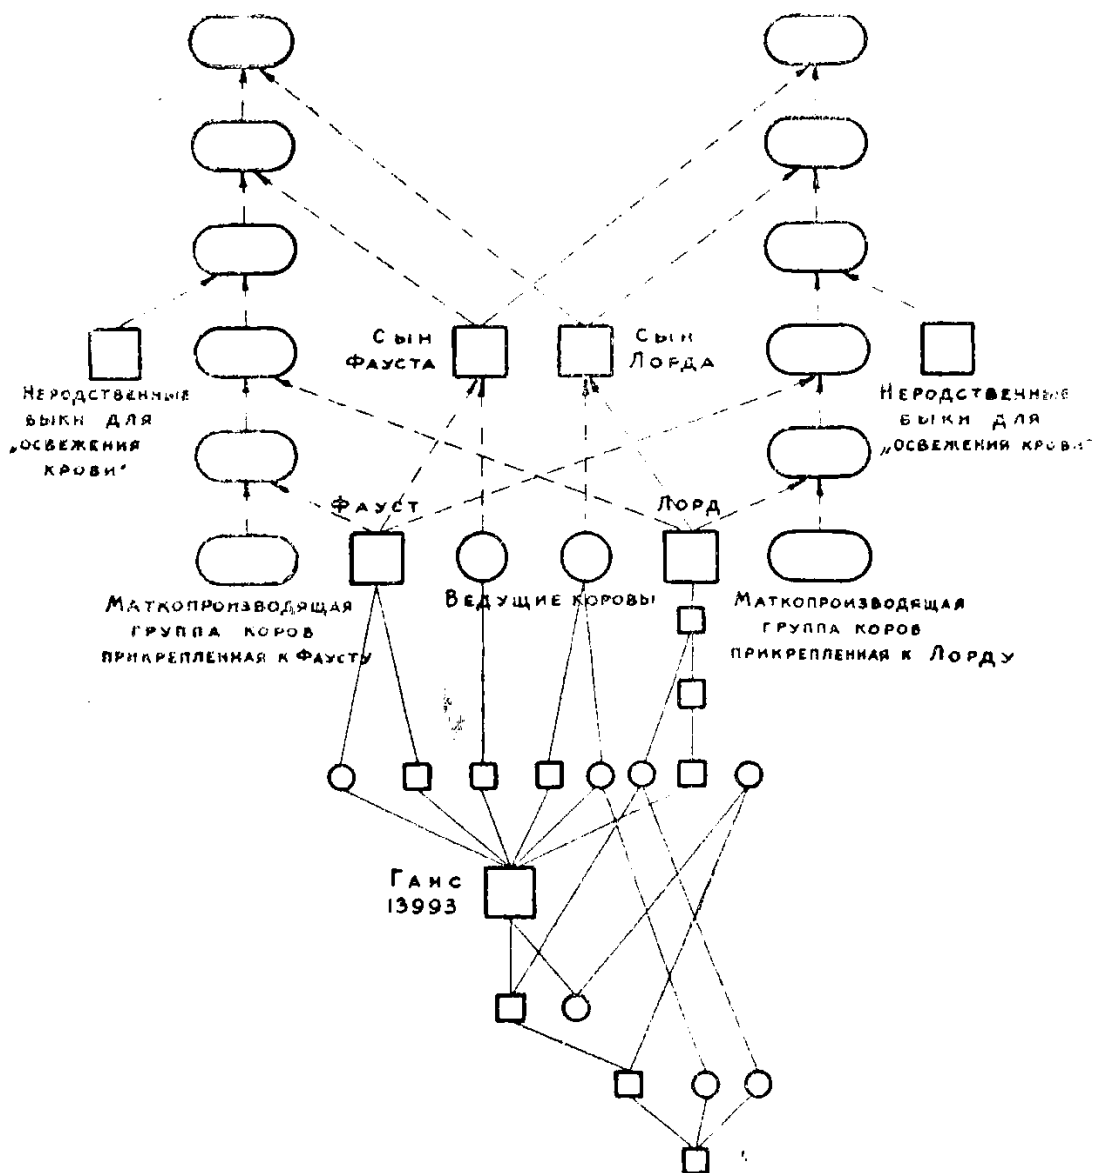 Сын
Фауста
Сын
Лорда
Неродственные
быки для
„освежения
крови“
Неродственные
быки для
„освежения крови“
Фауст
Лорд
Маткопроизводящая
группа коров
прикрепленная к Фаусту
Ведущие коровы
Маткопроизводящая
группа коров
прикрепленная к Лорду
Ганс
13993